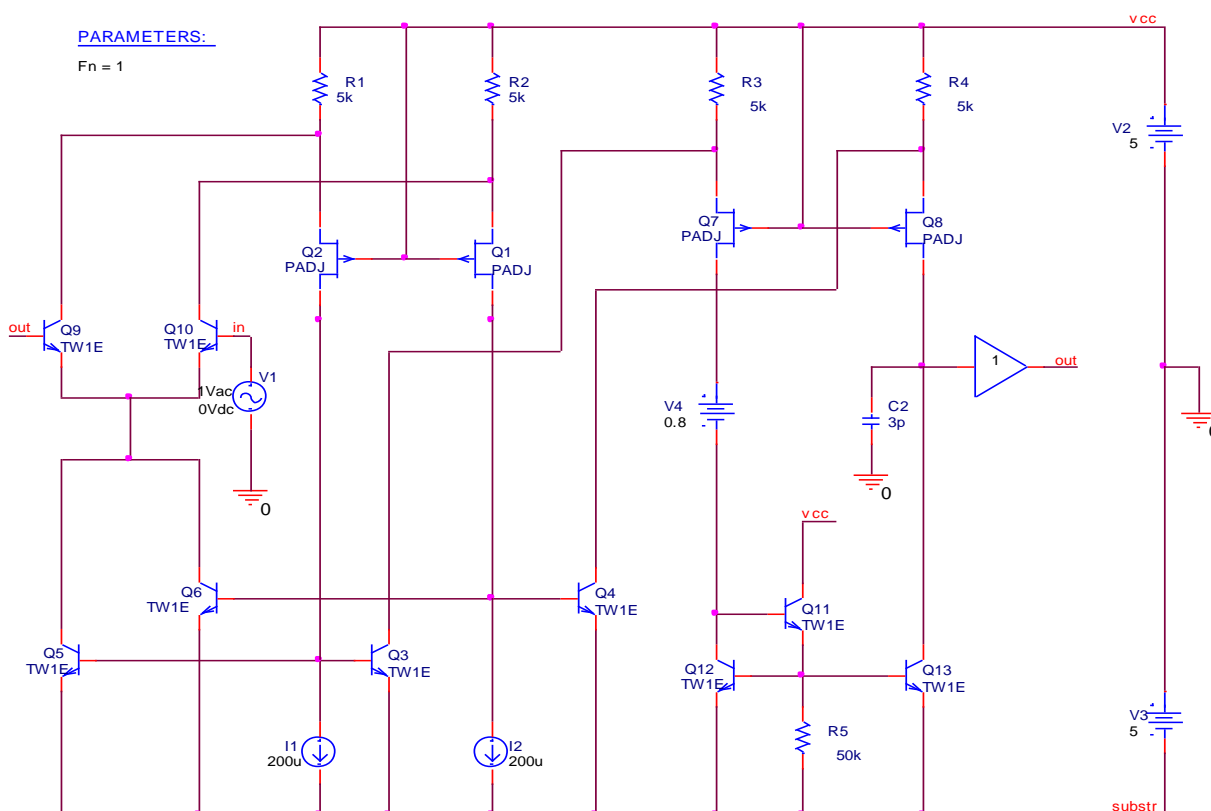 vcc
PARAMETERS:
Fn = 1
R1
5k
R2
5k
R3
5k
R4
5k
V2
5
Q2
PADJ
Q1
PADJ
Q7
PADJ
Q8
PADJ
out
Q9
TW1E
Q10
TW1E
in
V1
1Vac
0Vdc
0
V4
0.8
C2
3p
0
1
out
0
vcc
Q6
TW1E
Q4
TW1E
Q11
TW1E
Q5
TW1E
Q3
TW1E
Q12
TW1E
Q13
TW1E
I1
200u
I2
200u
R5
50k
V3
5
substr